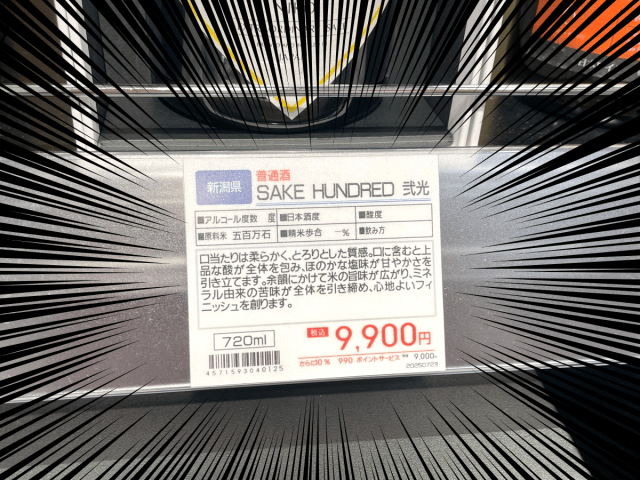 新潟県
普通酒
SAKE HUNDRED 弐光
■アルコール度数 度 ■日本酒度 ■酸度
■原料米 五百万石 ■精米歩合 ―% ■飲み方
口当たりは柔らかく、とろりとした質感。口に含むと上
品な酸が全体を包み、ほのかな塩味が甘やかさを
引き立てます。余韻にかけて米の旨味が広がり、ミネ
ラル由来の苦味が全体を引き締め、心地よいフィ
ニッシュを創ります。
720ml
税込 9,900円
さらに10% 990 ポイントサービス 9,000
4571593040125
20250723